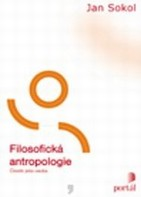 Jan Sokol
Filosofická
antropologie
Člověk jako osoba
portál